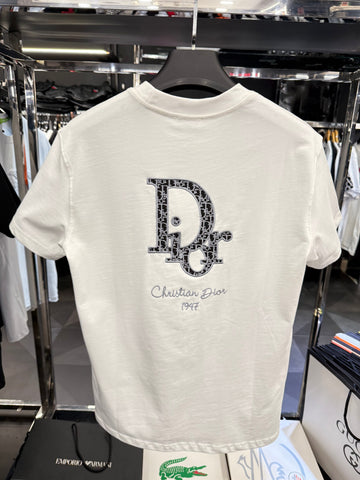 Dior
Christian Dior
1947
EMPORIO ARMANI